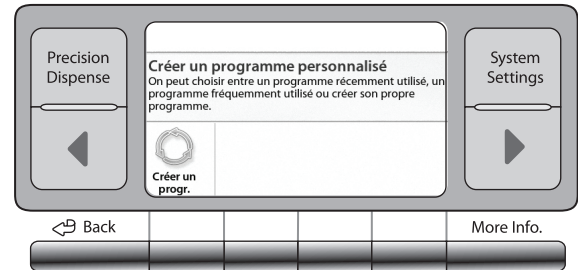 Precision
Dispense
Créer un programme personnalisé
On peut choisir entre un programme récemment utilisé, un
programme fréquemment utilisé ou créer son propre
programme.
Créer un
progr.
System
Settings
Back
More Info.